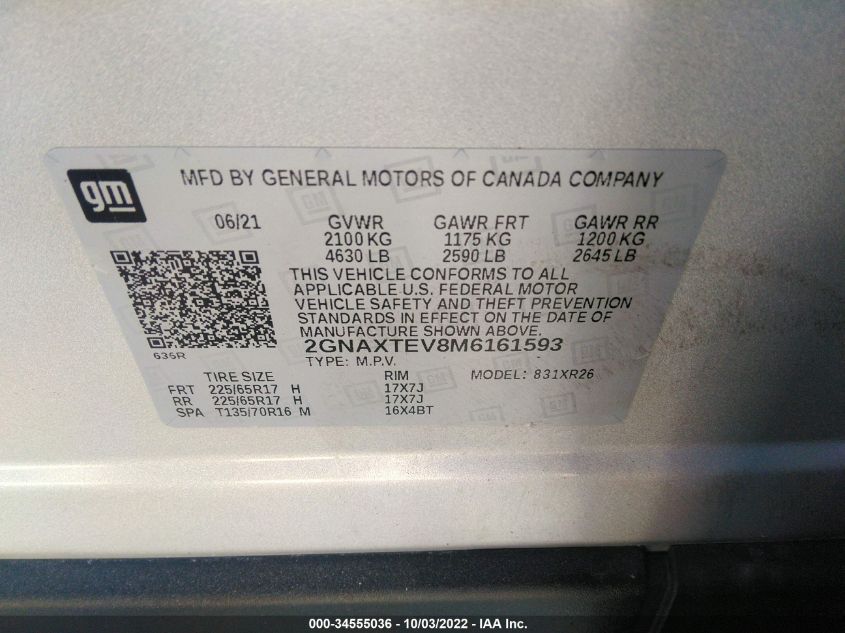 gm
MFD BY GENERAL MOTORS OF CANADA COMPANY
06/21 GVWR GAWR FRT GAWR RR
2100 KG 1175 KG 1200 KG
4630 LB 2590 LB 2645 LB
THIS VEHICLE CONFORMS TO ALL
APPLICABLE U.S. FEDERAL MOTOR
VEHICLE SAFETY AND THEFT PREVENTION
STANDARDS IN EFFECT ON THE DATE OF
MANUFACTURE SHOWN ABOVE.
2GNAXTEV8M6161593
635R
TYPE: M.P.V.
TIRE SIZE RIM MODEL: 831XR26
FRT 225/65R17 H 17X7J
RR 225/65R17 H 17X7J
SPA T135/70R16 M 16X4BT
000-34555036 - 10/03/2022 - IAA Inc.